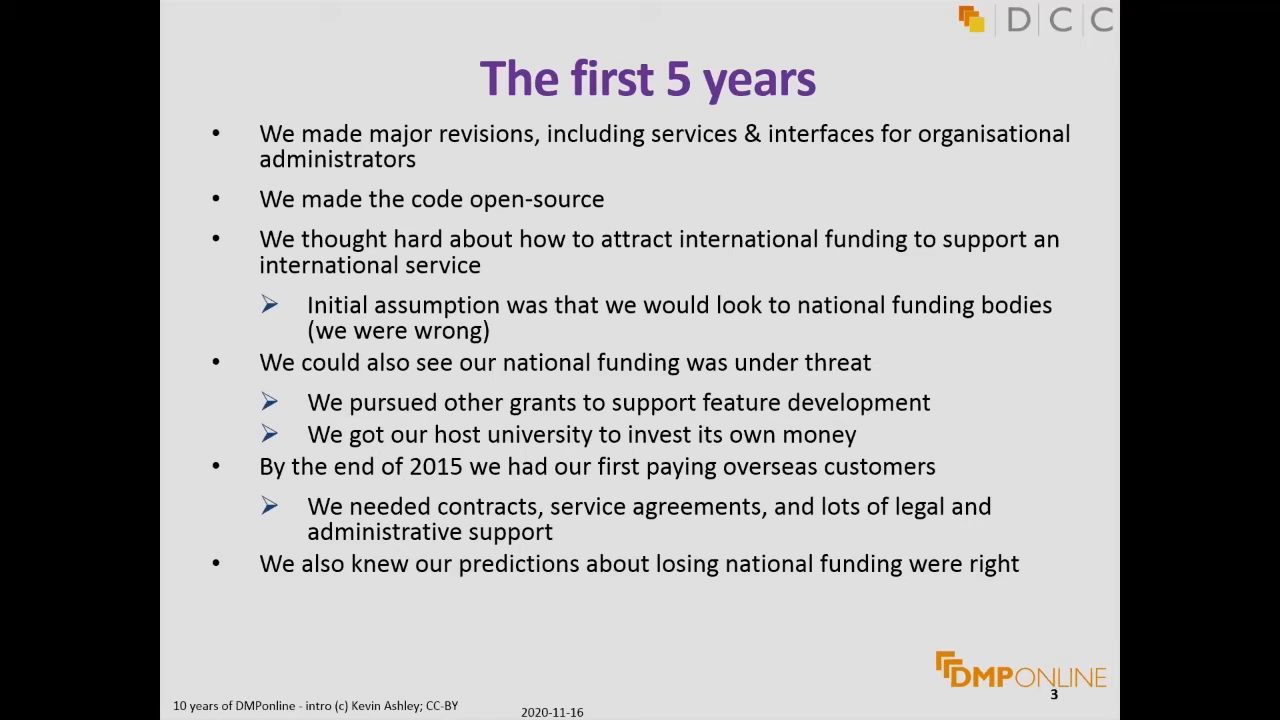 D C C
The first 5 years
• We made major revisions, including services & interfaces for organisational
administrators
• We made the code open-source
• We thought hard about how to attract international funding to support an
international service
➢ Initial assumption was that we would look to national funding bodies
(we were wrong)
• We could also see our national funding was under threat
➢ We pursued other grants to support feature development
➢ We got our host university to invest its own money
• By the end of 2015 we had our first paying overseas customers
➢ We needed contracts, service agreements, and lots of legal and
administrative support
• We also knew our predictions about losing national funding were right
DMPONLINE
3
10 years of DMPonline - intro (c) Kevin Ashley; CC-BY
2020-11-16